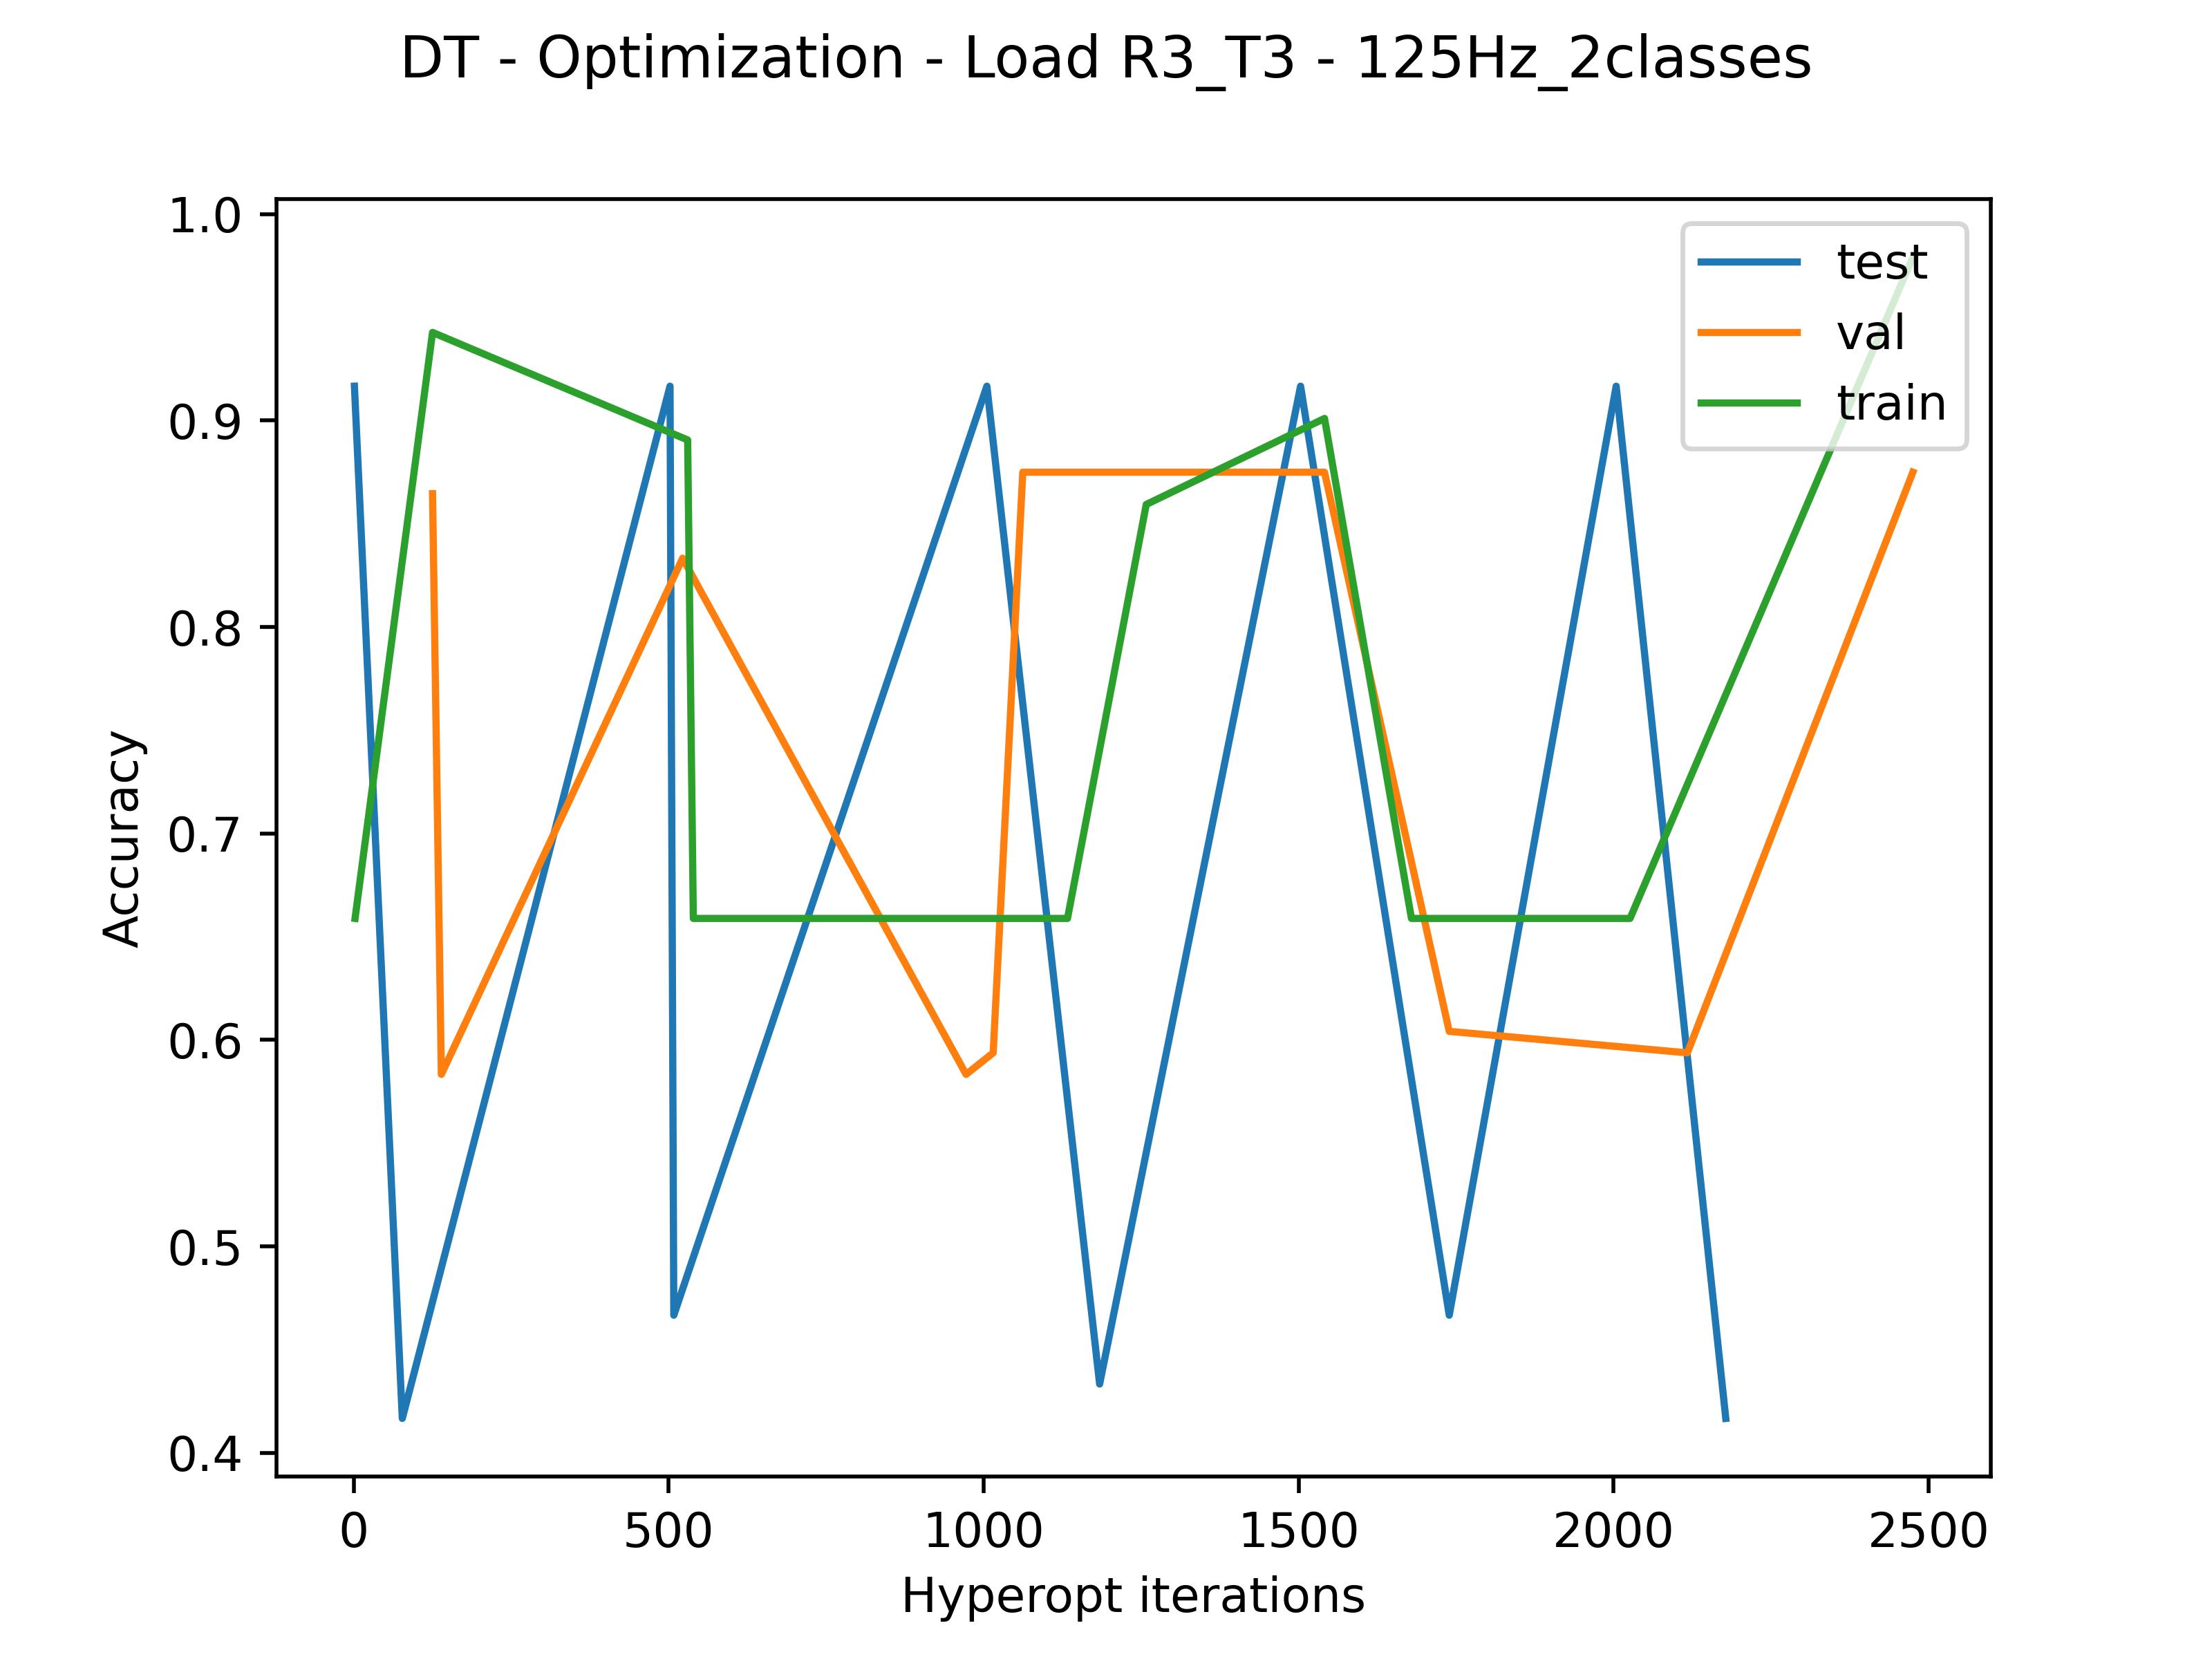 DT - Optimization - Load R3_T3 - 125Hz_2classes
1.0
0.9
0.8
0.7
0.6
0.5
0.4
Accuracy
test
val
train
0 500 1000 1500 2000 2500
Hyperopt iterations